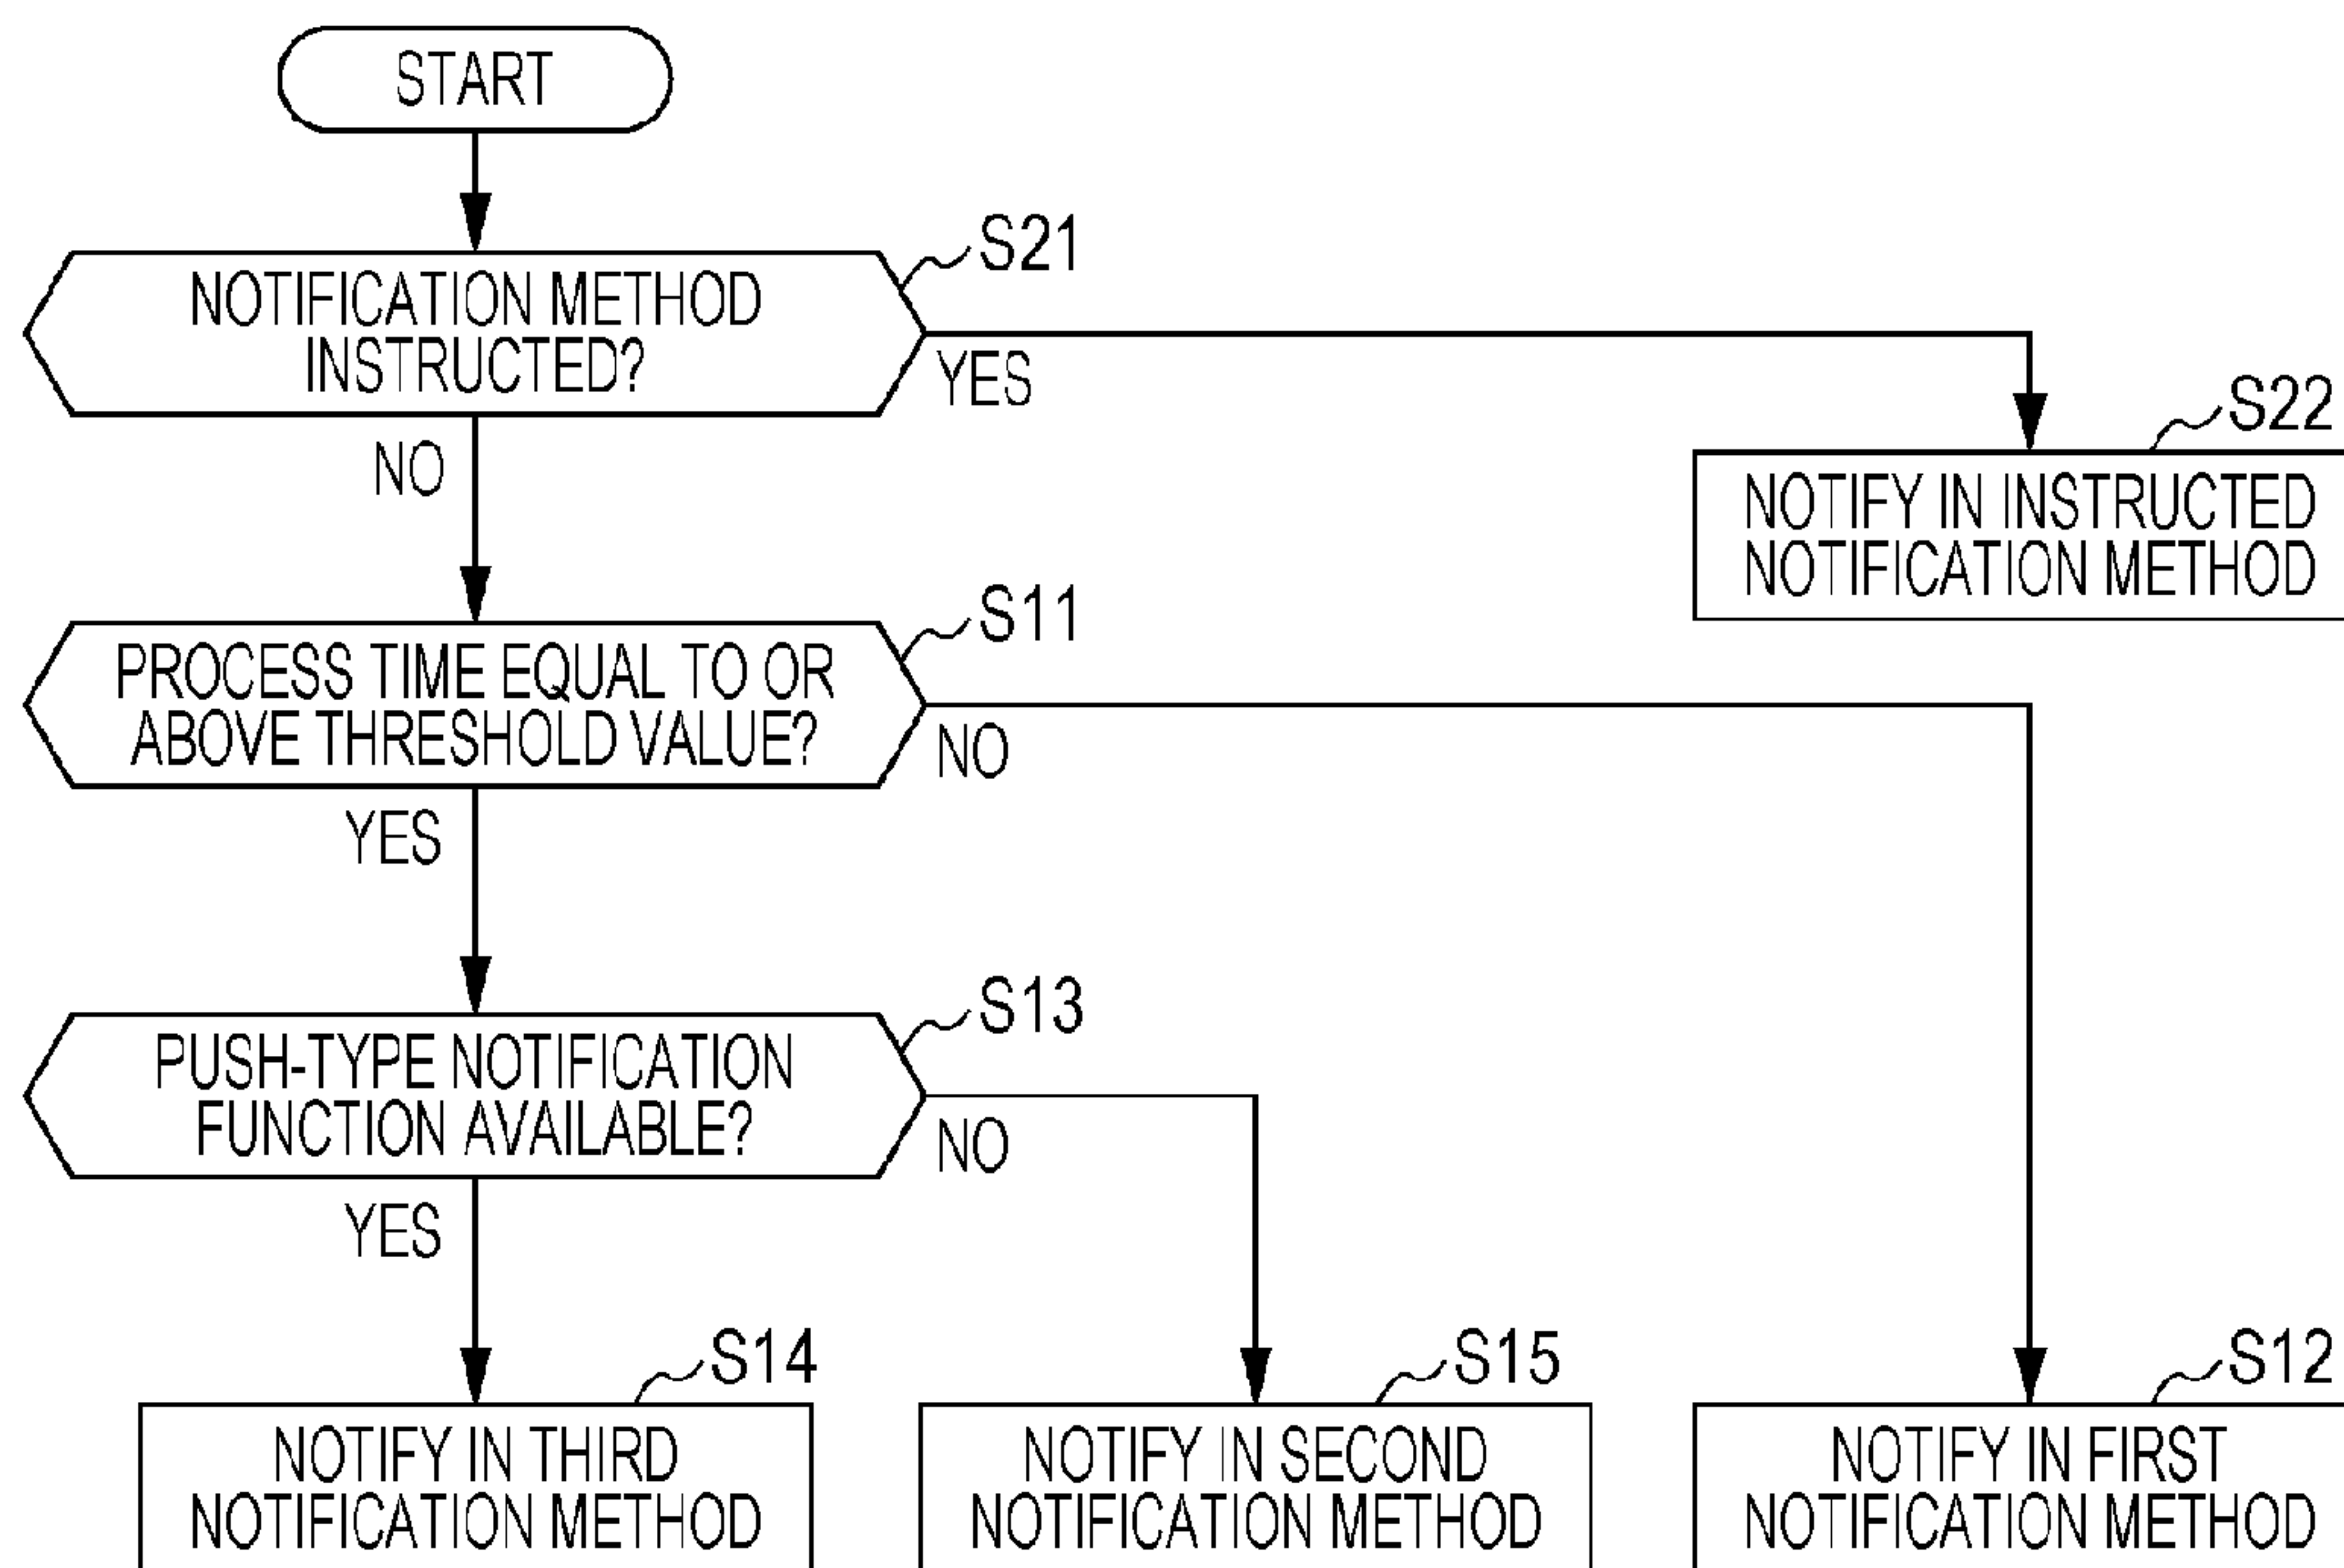 START
S21
NOTIFICATION METHOD
INSTRUCTED?
YES
NO
S22
NOTIFY IN INSTRUCTED
NOTIFICATION METHOD
S11
PROCESS TIME EQUAL TO OR
ABOVE THRESHOLD VALUE?
NO
YES
S13
PUSH-TYPE NOTIFICATION
FUNCTION AVAILABLE?
NO
YES
S14
NOTIFY IN THIRD
NOTIFICATION METHOD
S15
NOTIFY IN SECOND
NOTIFICATION METHOD
S12
NOTIFY IN FIRST
NOTIFICATION METHOD